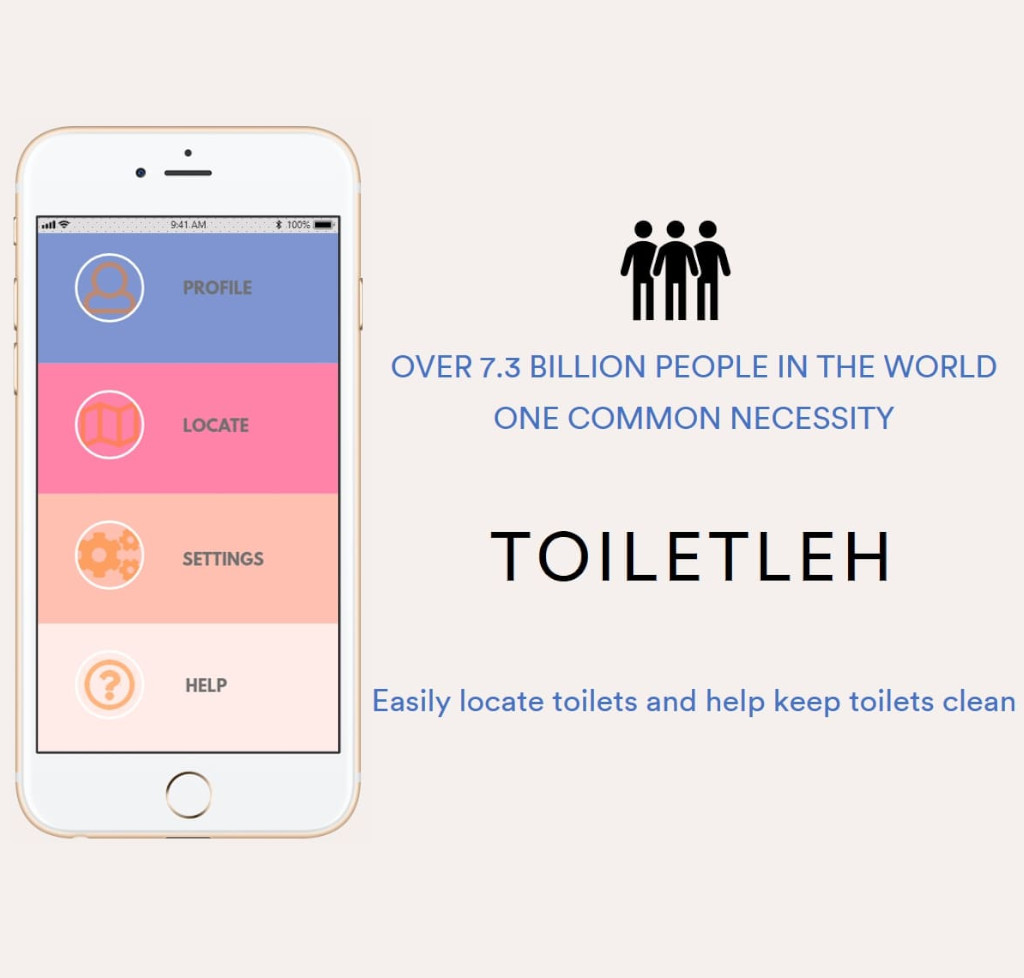 9:41 AM
100%
PROFILE
LOCATE
SETTINGS
?
HELP
OVER 7.3 BILLION PEOPLE IN THE WORLD
ONE COMMON NECESSITY
TOILETLEH
Easily locate toilets and help keep toilets clean